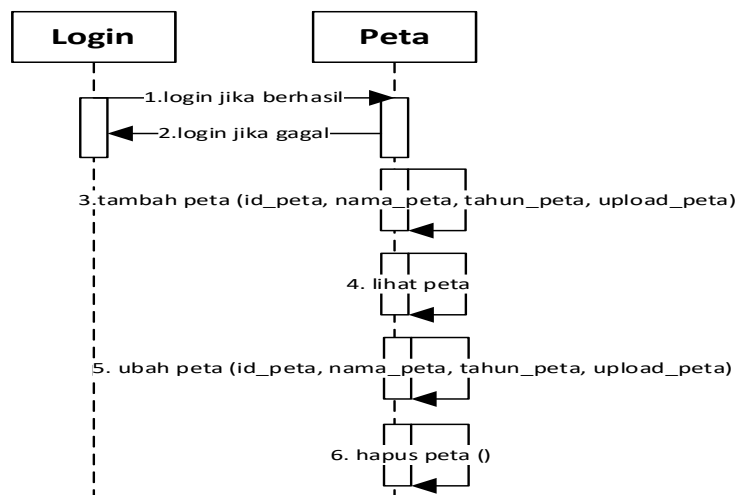 Login
Peta
1.login jika berhasil
2.login jika gagal
3.tambah peta (id_peta, nama_peta, tahun_peta, upload_peta)
4. lihat peta
5. ubah peta (id_peta, nama_peta, tahun_peta, upload_peta)
6. hapus peta ()